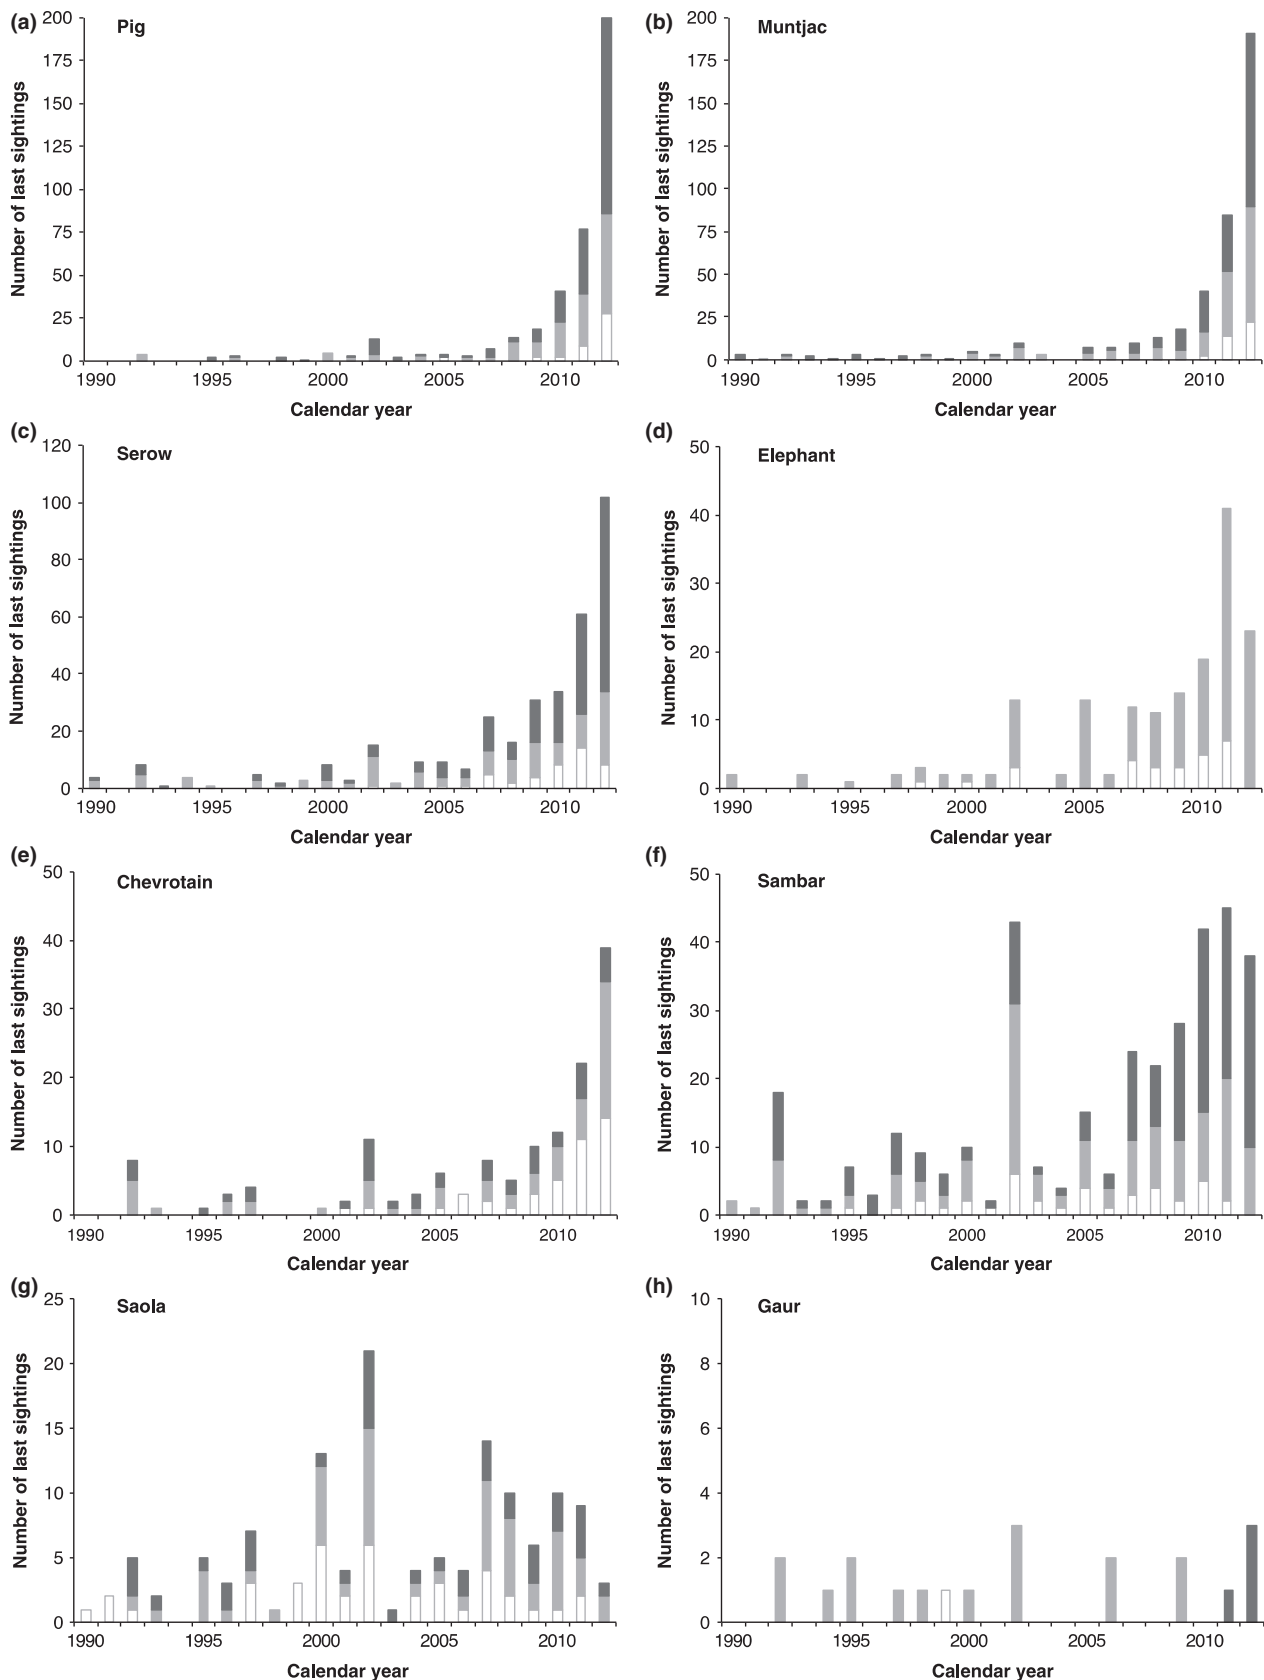 (a)
Pig
200
175
150
125
100
75
50
25
0
Number of last sightings
1990 1995 2000 2005 2010
Calendar year
(b)
Muntjac
200
175
150
125
100
75
50
25
0
Number of last sightings
1990 1995 2000 2005 2010
Calendar year
(c)
Serow
120
100
80
60
40
20
0
Number of last sightings
1990 1995 2000 2005 2010
Calendar year
(d)
Elephant
50
40
30
20
10
0
Number of last sightings
1990 1995 2000 2005 2010
Calendar year
(e)
Chevrotain
50
40
30
20
10
0
Number of last sightings
1990 1995 2000 2005 2010
Calendar year
(f)
Sambar
50
40
30
20
10
0
Number of last sightings
1990 1995 2000 2005 2010
Calendar year
(g)
Saola
25
20
15
10
5
0
Number of last sightings
1990 1995 2000 2005 2010
Calendar year
(h)
Gaur
10
8
6
4
2
0
Number of last sightings
1990 1995 2000 2005 2010
Calendar year